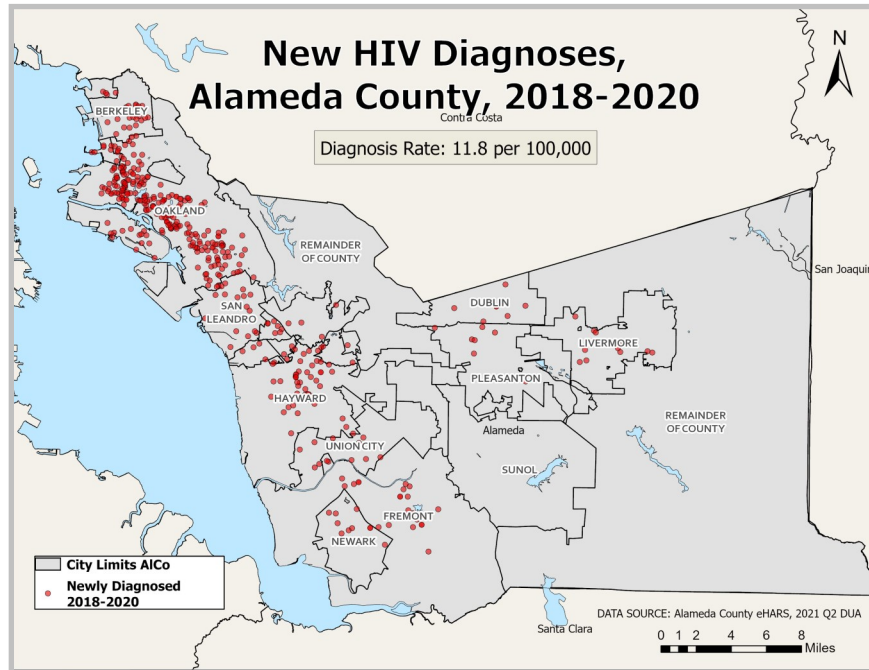 New HIV Diagnoses,
Alameda County, 2018-2020
N
Contra Costa
Diagnosis Rate: 11.8 per 100,000
BERKELEY
OAKLAND
REMAINDER
OF COUNTY
San Joaquin
DUBLIN
SAN
LEANDRO
LIVERMORE
PLEASANTON
HAYWARD
REMAINDER
OF COUNTY
Alameda
UNION CITY
SUNOL
FREMONT
NEWARK
City Limits AlCo
Newly Diagnosed
2018-2020
DATA SOURCE: Alameda County eHARS, 2021 Q2 DUA
Santa Clara
0 1 2 4 6 8
Miles